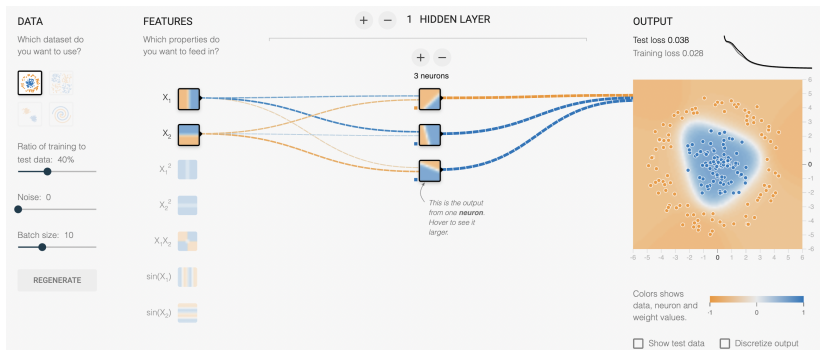 DATA
Which dataset do
you want to use?
Ratio of training to
test data: 40%
Noise: 0
Batch size: 10
REGENERATE
FEATURES
Which properties do
you want to feed in?
X₁
X₂
X₁²
X₂²
X₁X₂
sin(X₁)
sin(X₂)
+ − 1 HIDDEN LAYER
+ −
3 neurons
This is the output
from one neuron.
Hover to see it
larger.
OUTPUT
Test loss 0.038
Training loss 0.028
6
5
4
3
2
1
0
-1
-2
-3
-4
-5
-6
-6 -5 -4 -3 -2 -1 0 1 2 3 4 5 6
Colors shows
data, neuron and
weight values.
-1 0 1
Show test data
Discretize output